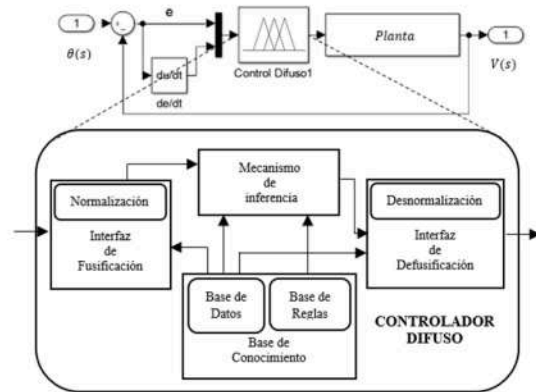 1
θ(s)
e
du/dt
de/dt
Control Difuso1
Planta
1
V(s)
Normalización
Interfaz
de
Fusificación
Mecanismo
de
inferencia
Desnormalización
Interfaz
de
Defusificación
Base de
Datos
Base de
Reglas
Base de
Conocimiento
CONTROLADOR
DIFUSO